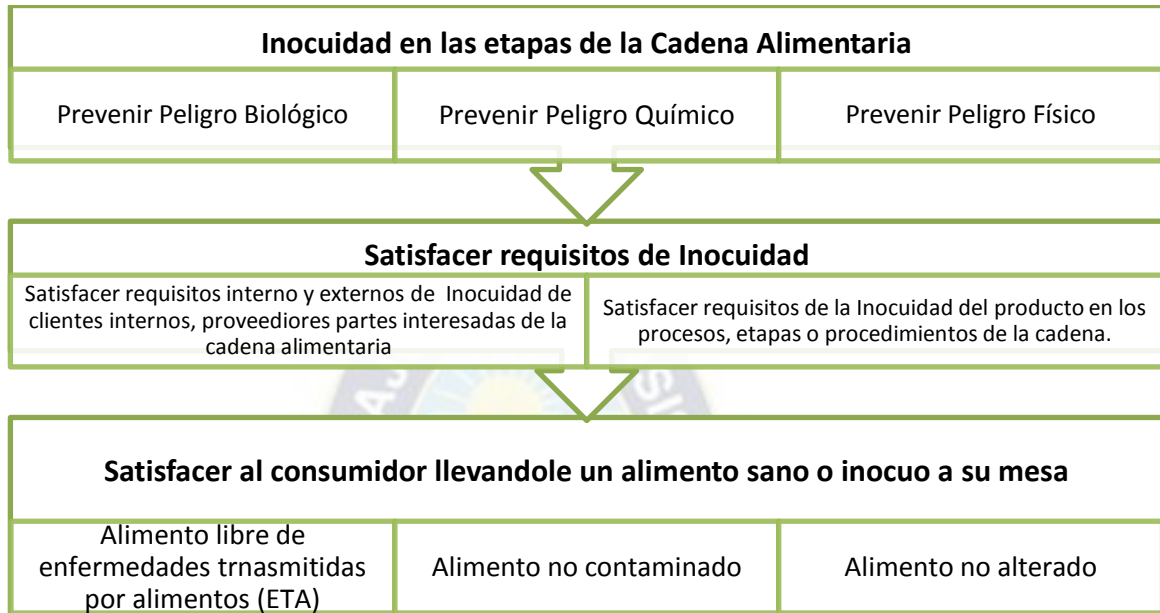 Inocuidad en las etapas de la Cadena Alimentaria
Prevenir Peligro Biológico
Prevenir Peligro Químico
Prevenir Peligro Físico
Satisfacer requisitos de Inocuidad
Satisfacer requisitos interno y externos de Inocuidad de
clientes internos, proveediores partes interesadas de la
cadena alimentaria
Satisfacer requisitos de la Inocuidad del producto en los
procesos, etapas o procedimientos de la cadena.
Satisfacer al consumidor llevandole un alimento sano o inocuo a su mesa
Alimento libre de
enfermedades trnasmitidas
por alimentos (ETA)
Alimento no contaminado
Alimento no alterado